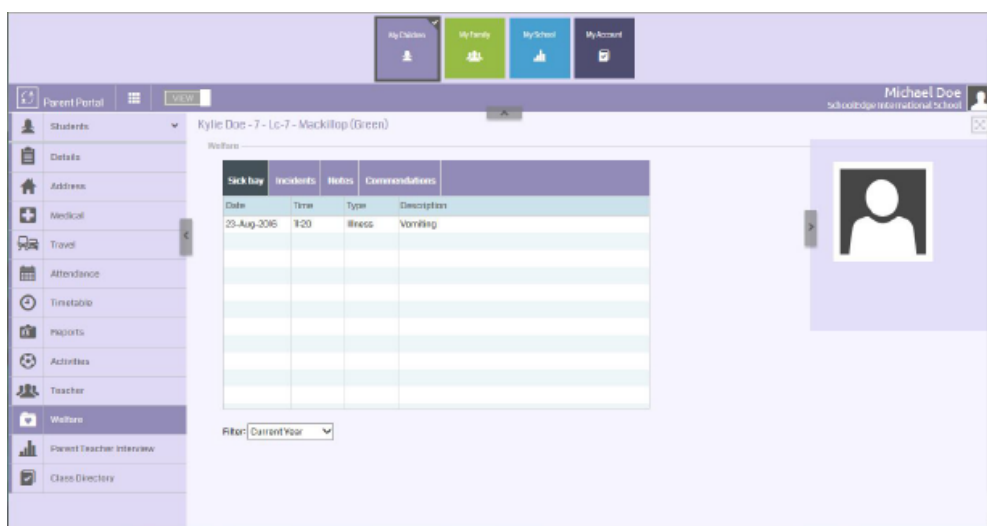 My Children
My Family
My School
My Account
Parent Portal
VIEW
Michael Doe
SchoolEdge International School
Students
Details
Address
Medical
Travel
Attendance
Timetable
Reports
Activities
Teacher
Welfare
Parent Teacher Interview
Class Directory
Kylie Doe - 7 - Lc-7 - Mackillop (Green)
Welfare
Sick bay Incidents Notes Commendations
Date Time Type Description
23-Aug-2016 11:20 Illness Vomiting
Filter: Current Year